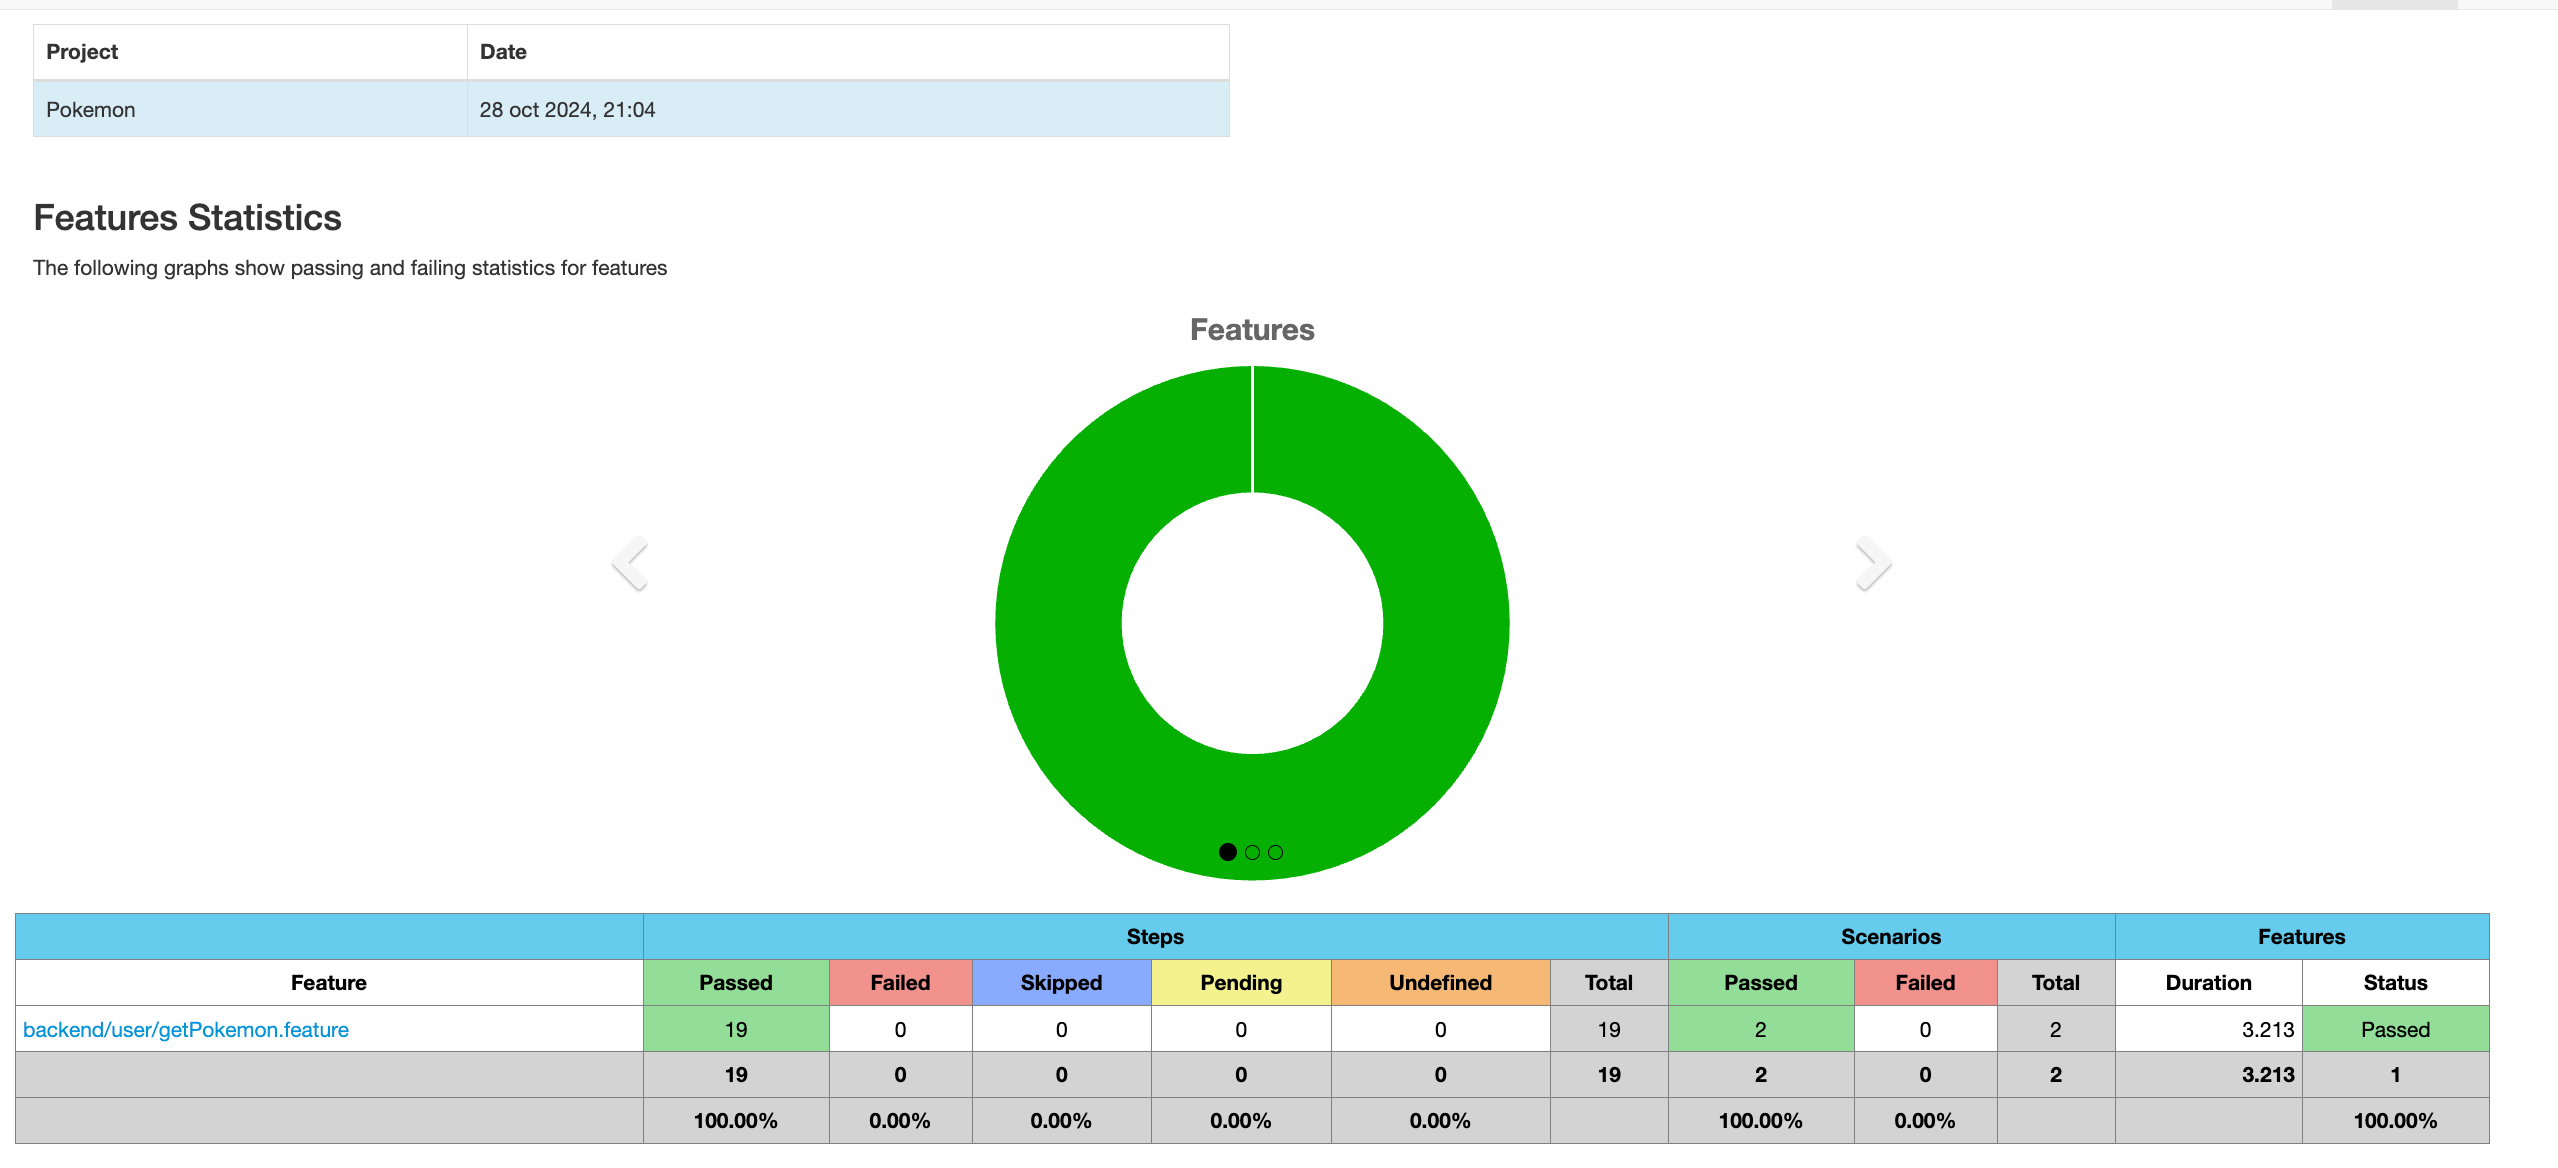 Project Date
Pokemon 28 oct 2024, 21:04
Features Statistics
The following graphs show passing and failing statistics for features
Features
Steps Scenarios Features
Feature Passed Failed Skipped Pending Undefined Total Passed Failed Total Duration Status
backend/user/getPokemon.feature 19 0 0 0 0 19 2 0 2 3.213 Passed
19 0 0 0 0 19 2 0 2 3.213 1
100.00% 0.00% 0.00% 0.00% 0.00% 100.00% 0.00% 100.00%